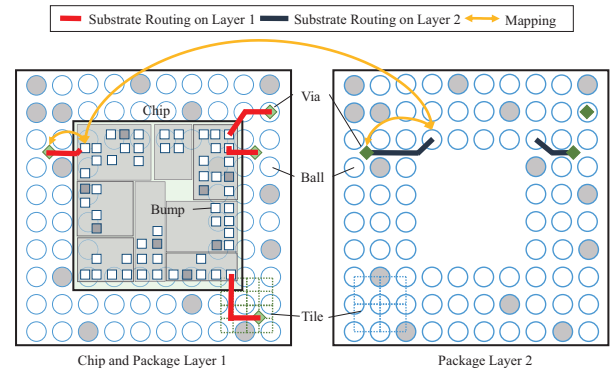 Substrate Routing on Layer 1 Substrate Routing on Layer 2 Mapping
Chip
Via
Ball
Bump
Tile
Chip and Package Layer 1 Package Layer 2